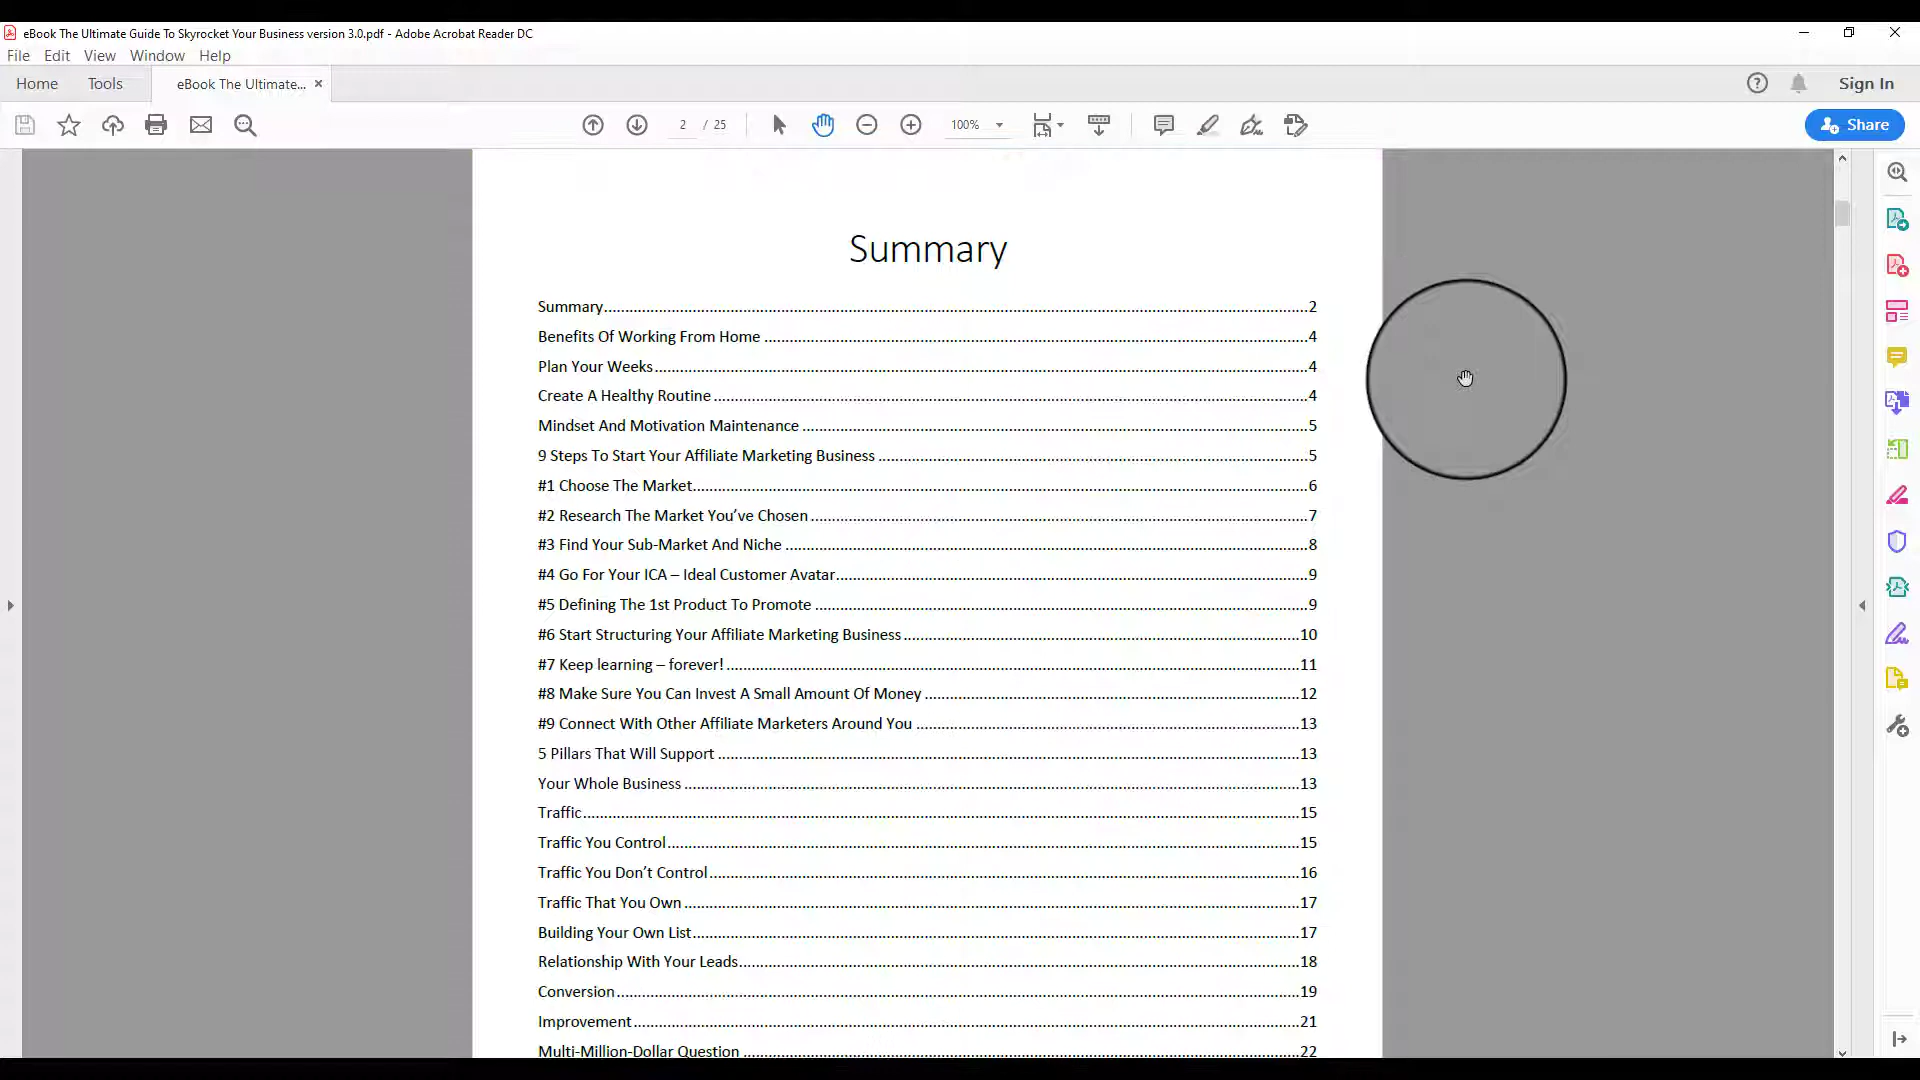 eBook The Ultimate Guide To Skyrocket Your Business version 3.0.pdf - Adobe Acrobat Reader DC
File Edit View Window Help
Home Tools eBook The Ultimate... × Sign In
2 / 25 100% Share
Summary
Summary.......... 2
Benefits Of Working From Home .......... 4
Plan Your Weeks.......... 4
Create A Healthy Routine .......... 4
Mindset And Motivation Maintenance .......... 5
9 Steps To Start Your Affiliate Marketing Business .......... 5
#1 Choose The Market.......... 6
#2 Research The Market You’ve Chosen .......... 7
#3 Find Your Sub-Market And Niche .......... 8
#4 Go For Your ICA – Ideal Customer Avatar.......... 9
#5 Defining The 1st Product To Promote .......... 9
#6 Start Structuring Your Affiliate Marketing Business.......... 10
#7 Keep learning – forever! .......... 11
#8 Make Sure You Can Invest A Small Amount Of Money .......... 12
#9 Connect With Other Affiliate Marketers Around You .......... 13
5 Pillars That Will Support .......... 13
Your Whole Business .......... 13
Traffic.......... 15
Traffic You Control.......... 15
Traffic You Don’t Control.......... 16
Traffic That You Own .......... 17
Building Your Own List.......... 17
Relationship With Your Leads.......... 18
Conversion.......... 19
Improvement.......... 21
Multi-Million-Dollar Question .......... 22